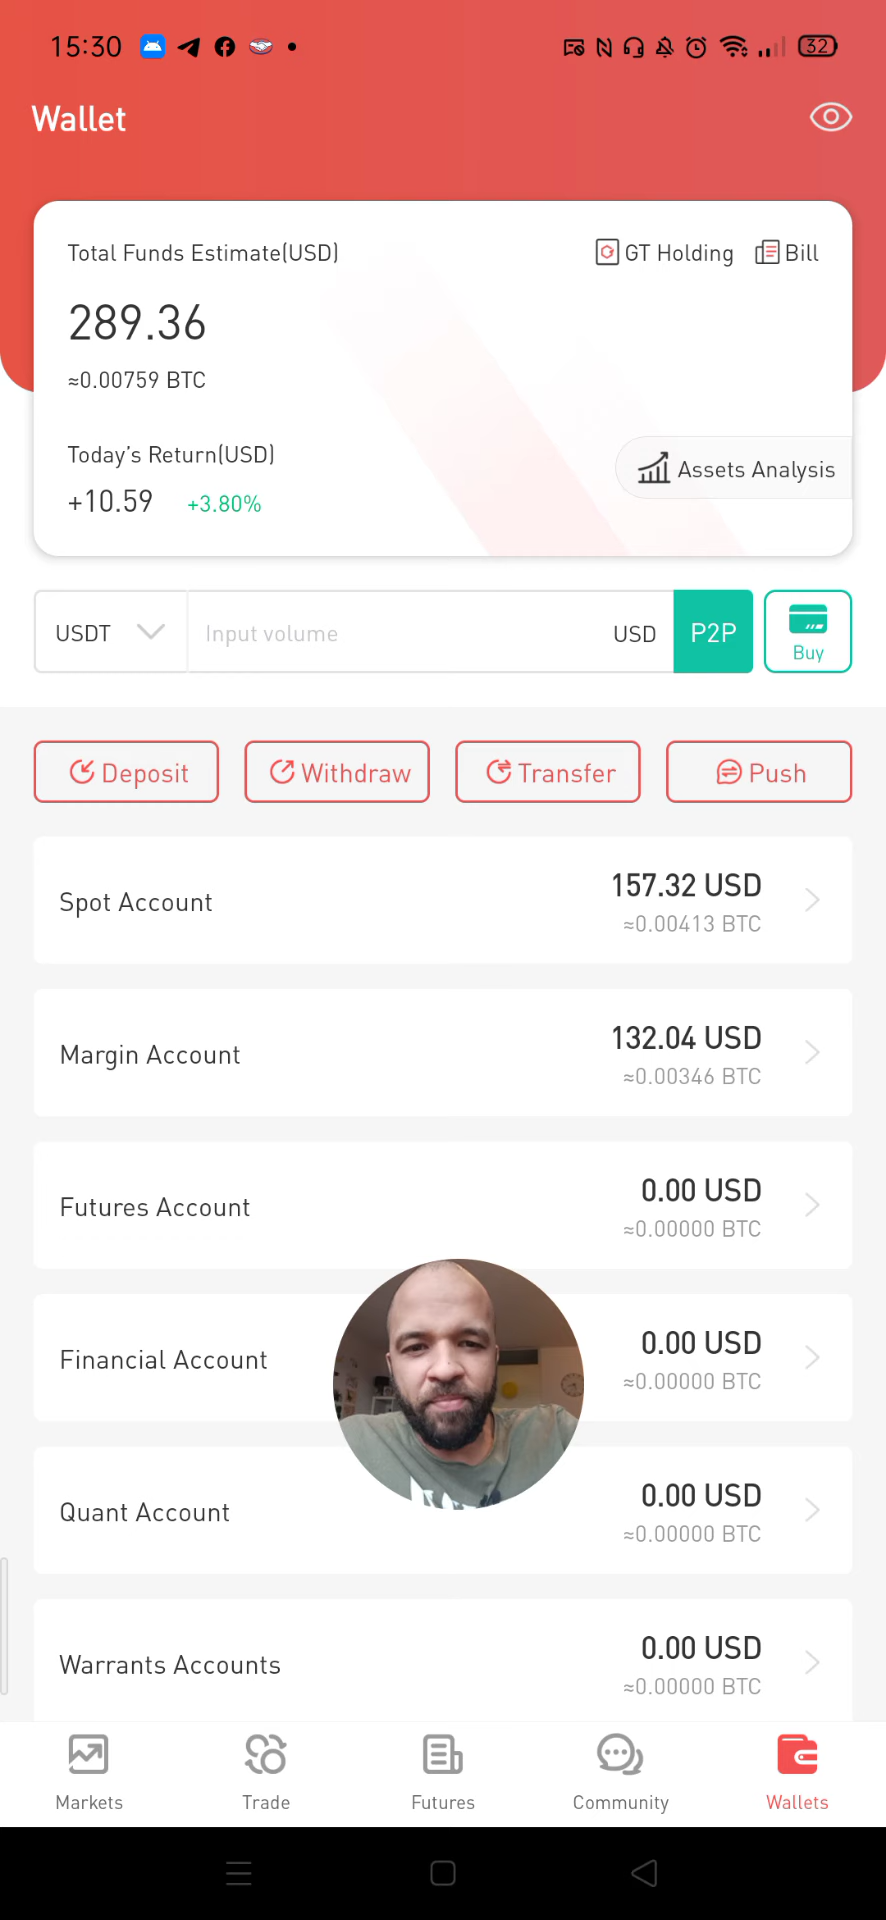 15:30
32
Wallet
Total Funds Estimate(USD)
GT Holding
Bill
289.36
≈0.00759 BTC
Today's Return(USD)
+10.59 +3.80%
Assets Analysis
USDT
Input volume
USD
P2P
Buy
Deposit
Withdraw
Transfer
Push
Spot Account
157.32 USD
≈0.00413 BTC
Margin Account
132.04 USD
≈0.00346 BTC
Futures Account
0.00 USD
≈0.00000 BTC
Financial Account
0.00 USD
≈0.00000 BTC
Quant Account
0.00 USD
≈0.00000 BTC
Warrants Accounts
0.00 USD
≈0.00000 BTC
Markets
Trade
Futures
Community
Wallets